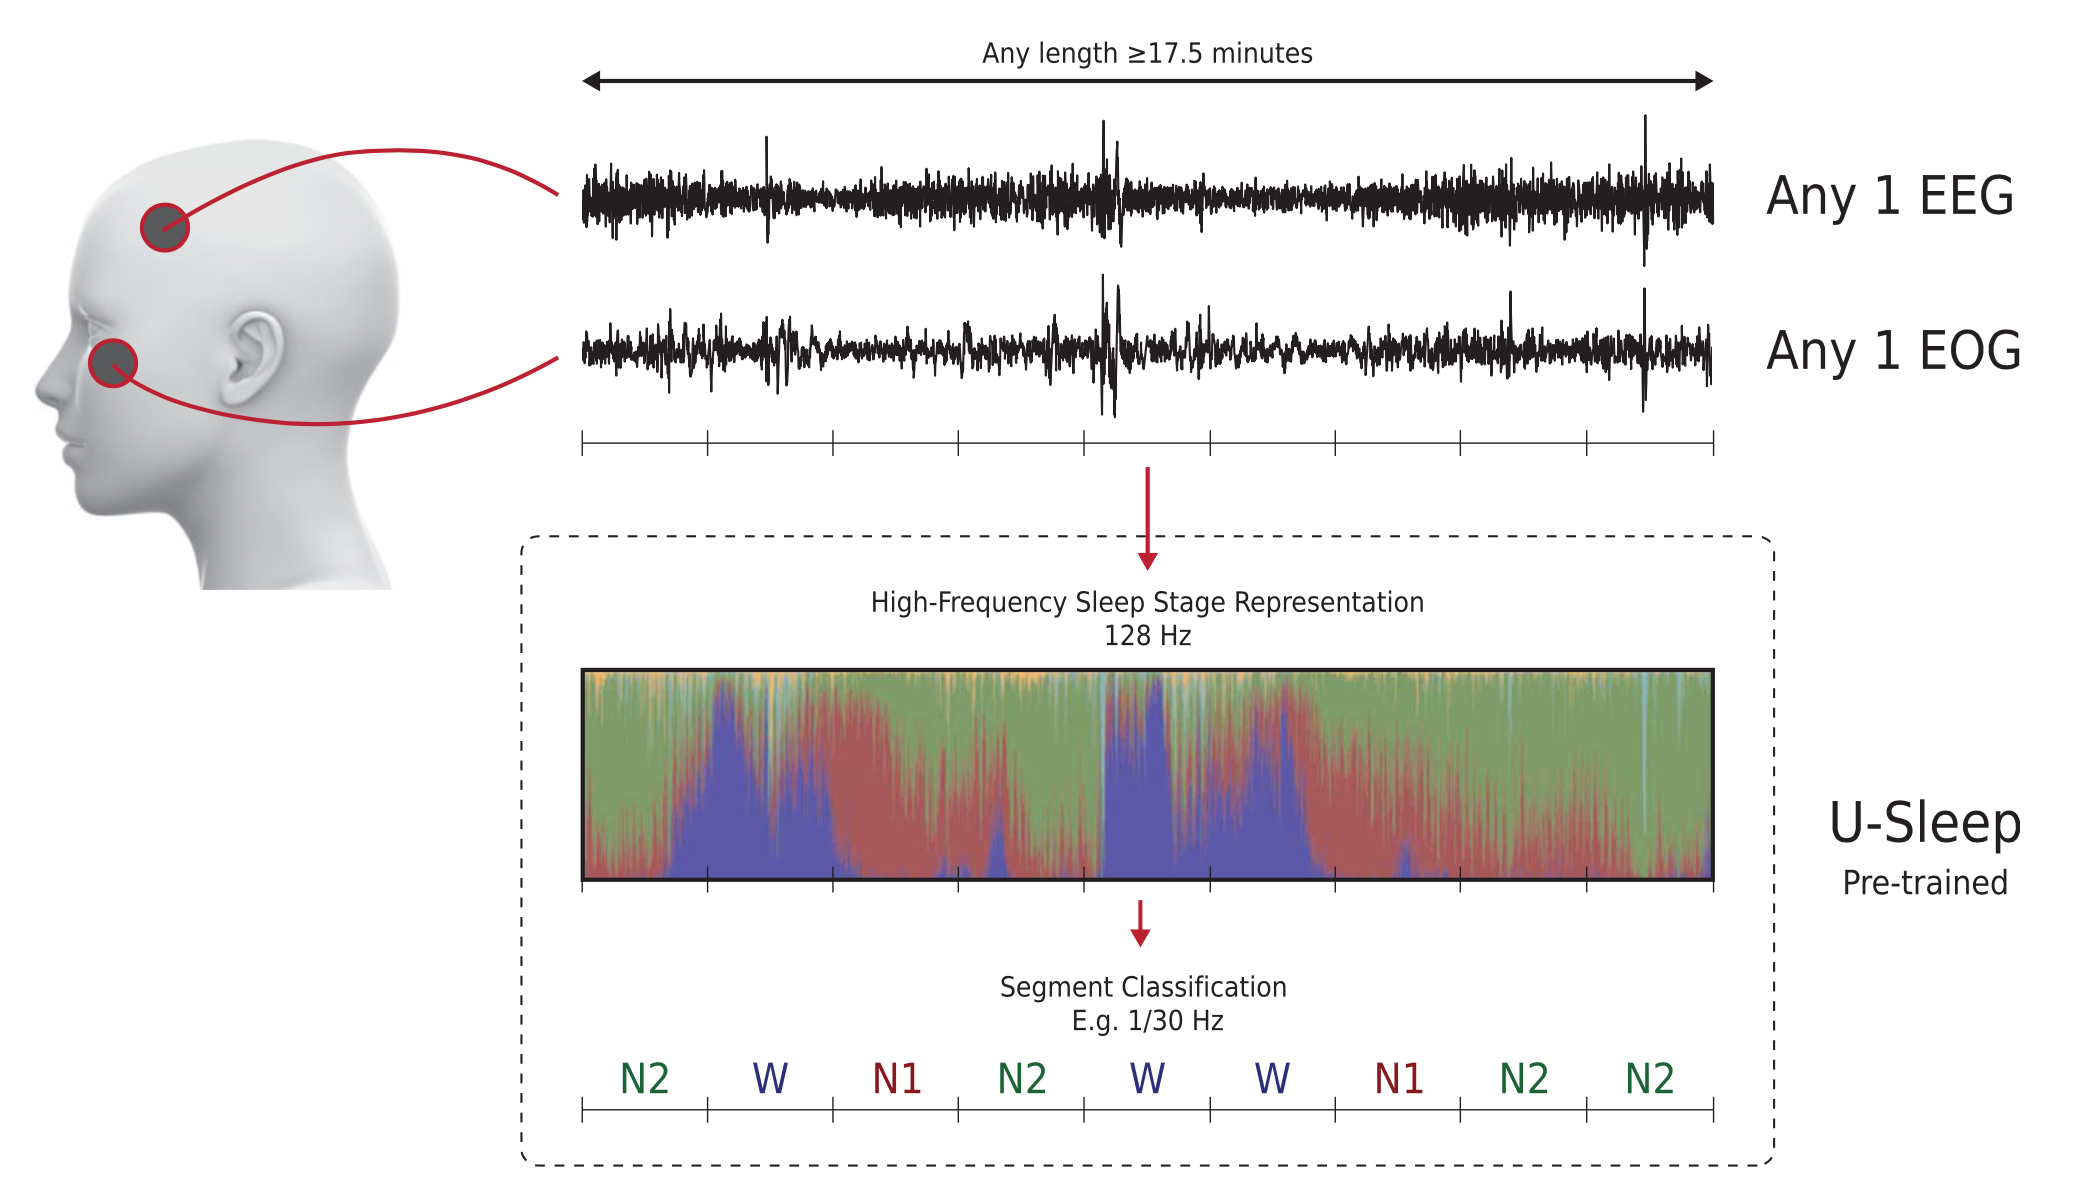 Any length ≥17.5 minutes
Any 1 EEG
Any 1 EOG
High-Frequency Sleep Stage Representation
128 Hz
U-Sleep
Pre-trained
Segment Classification
E.g. 1/30 Hz
N2 W N1 N2 W W N1 N2 N2